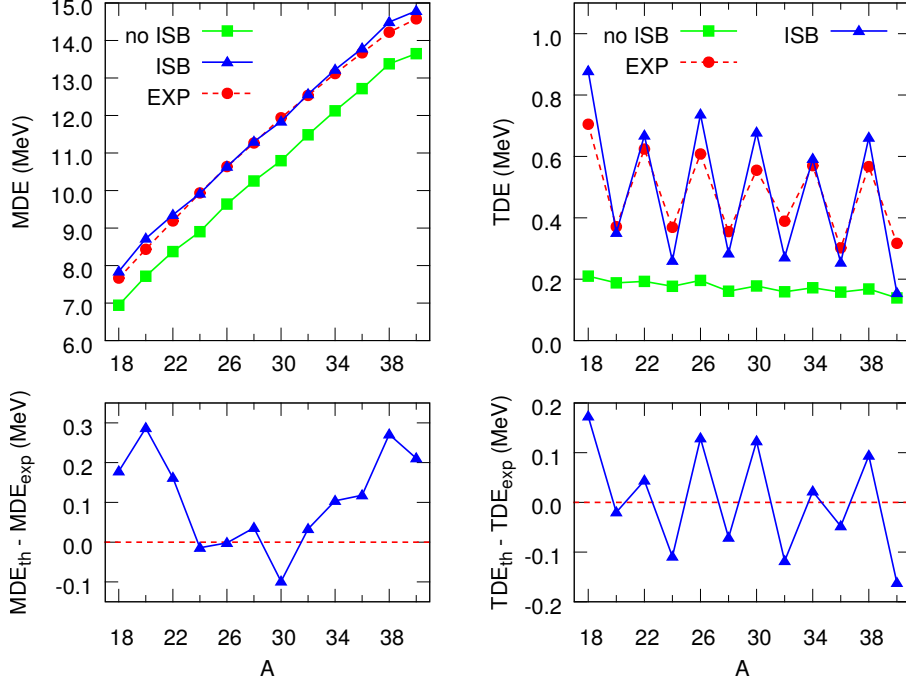 no ISB
ISB
EXP
MDE (MeV)
15.0
14.0
13.0
12.0
11.0
10.0
9.0
8.0
7.0
6.0
18 22 26 30 34 38
no ISB
ISB
EXP
TDE (MeV)
1.0
0.8
0.6
0.4
0.2
0.0
18 22 26 30 34 38
MDE_th - MDE_exp (MeV)
0.3
0.2
0.1
0.0
-0.1
18 22 26 30 34 38
A
TDE_th - TDE_exp (MeV)
0.2
0.1
0.0
-0.1
-0.2
18 22 26 30 34 38
A